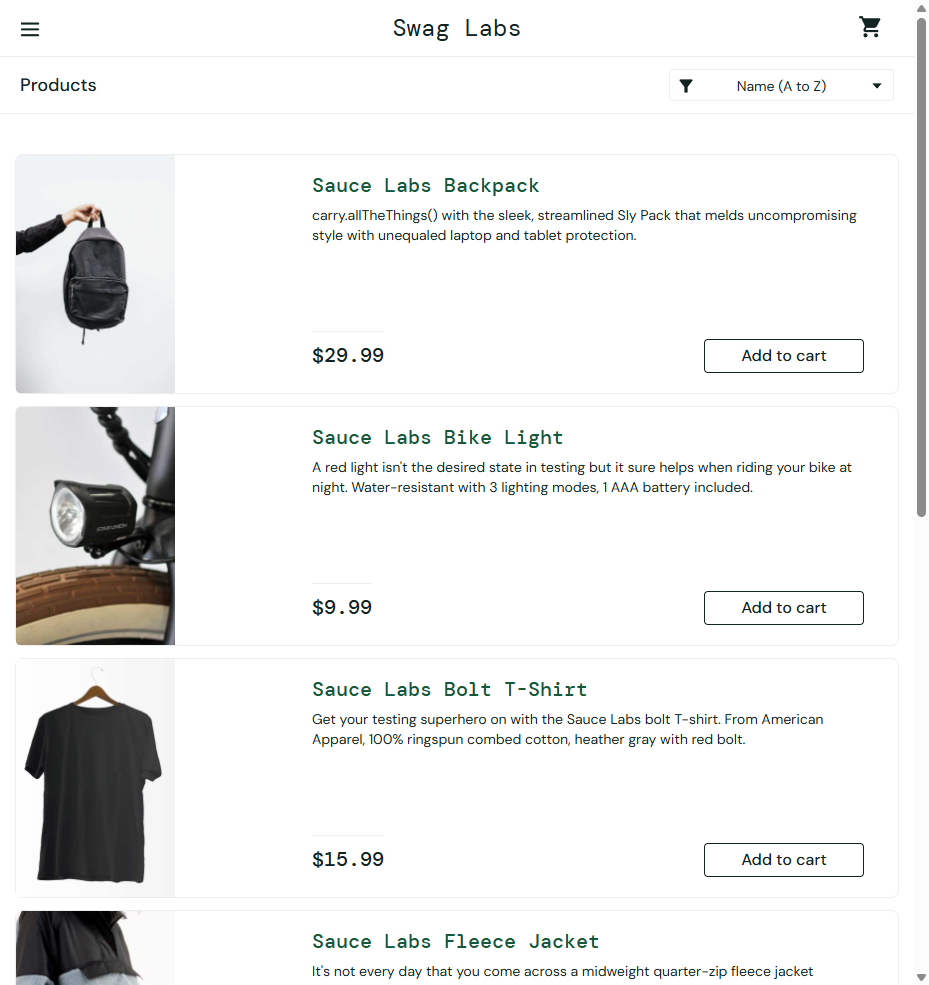 Swag Labs
Products
Name (A to Z)
Sauce Labs Backpack
carry.allTheThings() with the sleek, streamlined Sly Pack that melds uncompromising
style with unequaled laptop and tablet protection.
$29.99
Add to cart
Sauce Labs Bike Light
A red light isn't the desired state in testing but it sure helps when riding your bike at
night. Water-resistant with 3 lighting modes, 1 AAA battery included.
$9.99
Add to cart
Sauce Labs Bolt T-Shirt
Get your testing superhero on with the Sauce Labs bolt T-shirt. From American
Apparel, 100% ringspun combed cotton, heather gray with red bolt.
$15.99
Add to cart
Sauce Labs Fleece Jacket
It's not every day that you come across a midweight quarter-zip fleece jacket